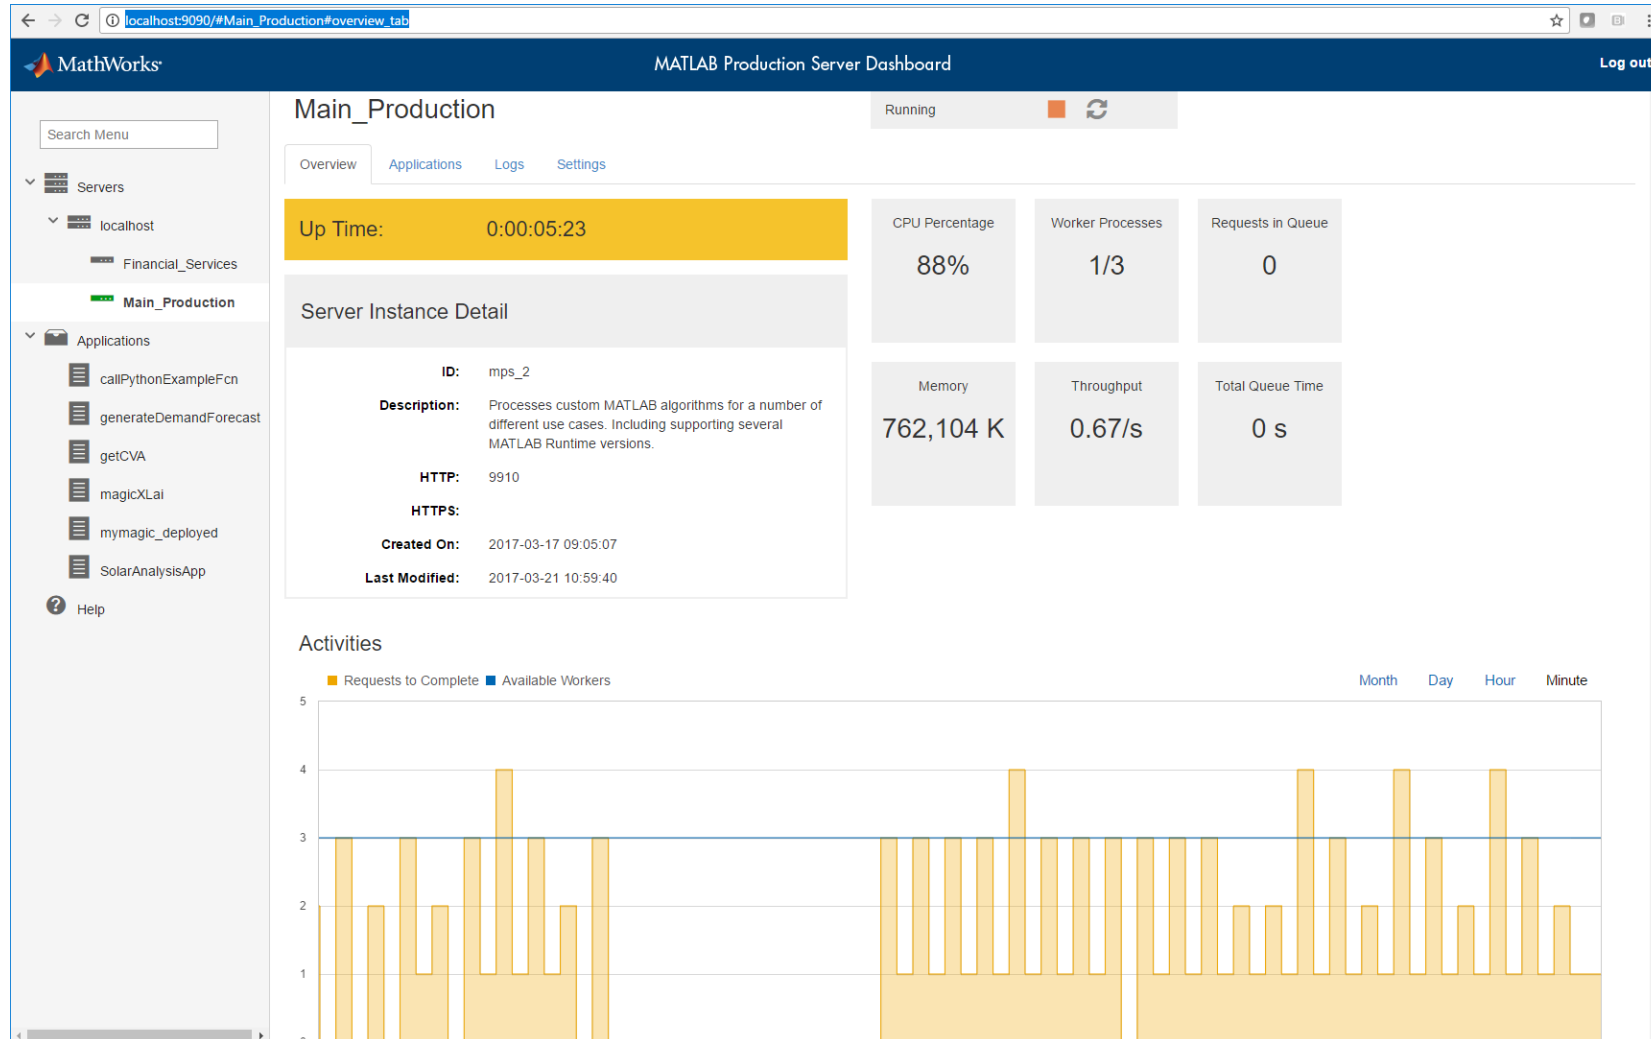 localhost:9090/#Main_Production#overview_tab
MathWorks
MATLAB Production Server Dashboard
Log out
Search Menu
Servers
localhost
Financial_Services
Main_Production
Applications
callPythonExampleFcn
generateDemandForecast
getCVA
magicXLai
mymagic_deployed
SolarAnalysisApp
Help
Main_Production
Running
Overview Applications Logs Settings
Up Time: 0:00:05:23
Server Instance Detail
ID: mps_2
Description: Processes custom MATLAB algorithms for a number of
different use cases. Including supporting several
MATLAB Runtime versions.
HTTP: 9910
HTTPS:
Created On: 2017-03-17 09:05:07
Last Modified: 2017-03-21 10:59:40
CPU Percentage
88%
Worker Processes
1/3
Requests in Queue
0
Memory
762,104 K
Throughput
0.67/s
Total Queue Time
0 s
Activities
Requests to Complete Available Workers
Month Day Hour Minute
5
4
3
2
1